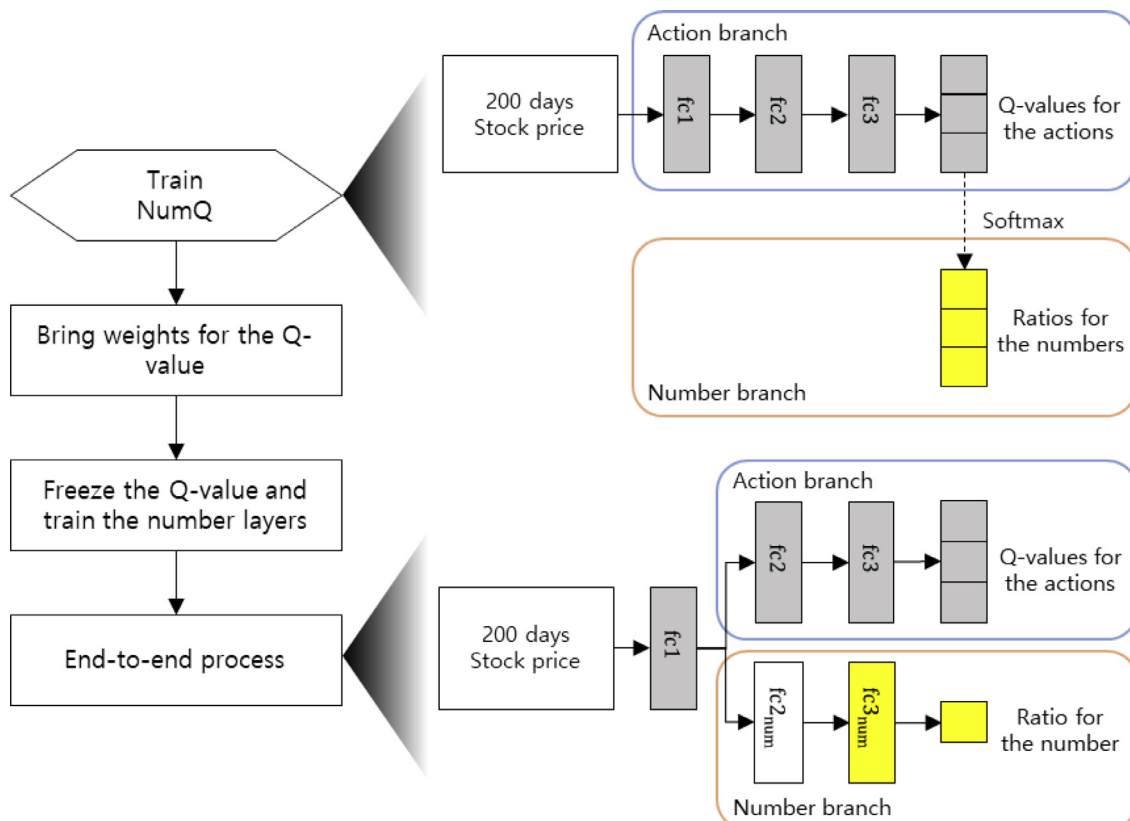 Train
NumQ
Bring weights for the Q-
value
Freeze the Q-value and
train the number layers
End-to-end process
Action branch
200 days
Stock price
fc1
fc2
fc3
Q-values for
the actions
Softmax
Ratios for
the numbers
Number branch
Action branch
fc2
fc3
Q-values for
the actions
200 days
Stock price
fc1
fc2num
fc3num
Ratio for
the number
Number branch